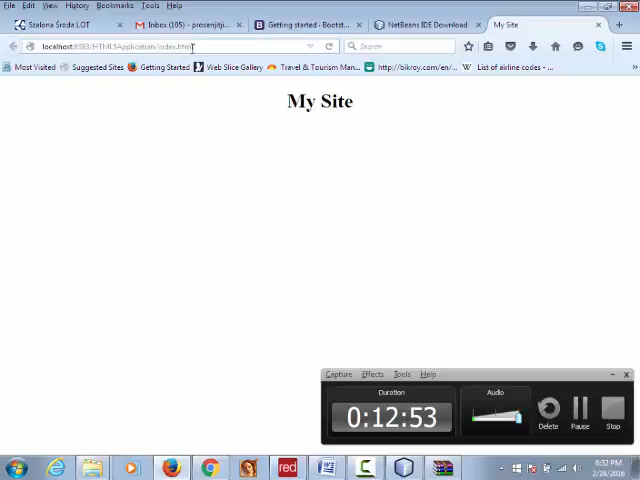 File Edit View History Bookmarks Tools Help
Szalona Środa LOT × Inbox (105) - prosenjitji... × B Getting started · Bootst... × NetBeans IDE Download × My Site × +
localhost:8383/HTML5Application/index.html Search
Most Visited Suggested Sites Getting Started Web Slice Gallery Travel & Tourism Man... http://bikroy.com/en/... W List of airline codes - ... »
My Site
Capture Effects Tools Help
Duration
0:12:53
Audio
Delete Pause Stop
red
6:32 PM
2/24/2016